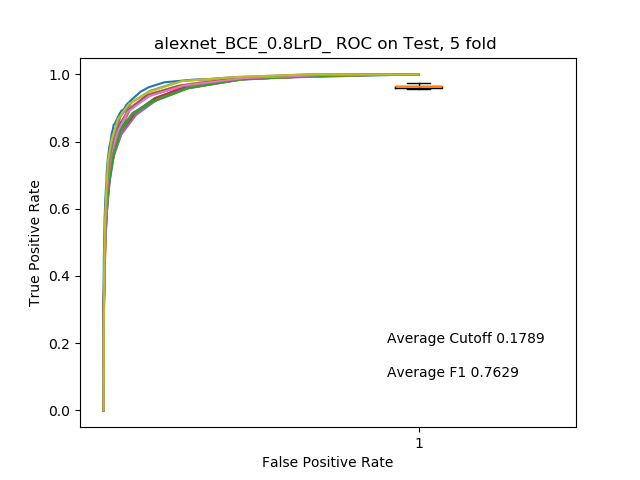 alexnet_BCE_0.8LrD_ ROC on Test, 5 fold
1.0
0.8
0.6
0.4
0.2
0.0
True Positive Rate
Average Cutoff 0.1789
Average F1 0.7629
1
False Positive Rate